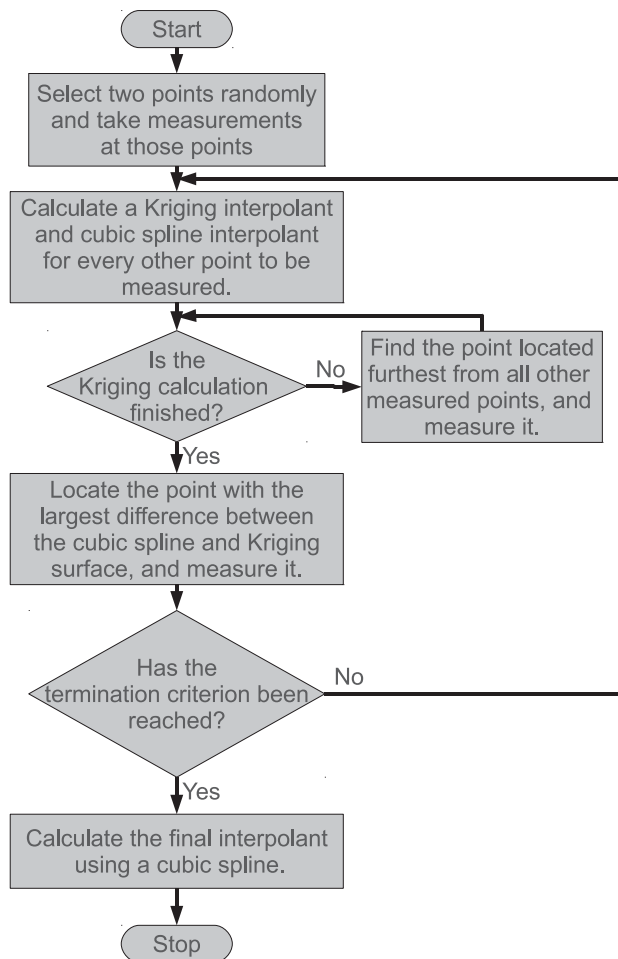 Start
Select two points randomly
and take measurements
at those points
Calculate a Kriging interpolant
and cubic spline interpolant
for every other point to be
measured.
Is the
Kriging calculation
finished?
No
Find the point located
furthest from all other
measured points, and
measure it.
Yes
Locate the point with the
largest difference between
the cubic spline and Kriging
surface, and measure it.
Has the
termination criterion been
reached?
No
Yes
Calculate the final interpolant
using a cubic spline.
Stop